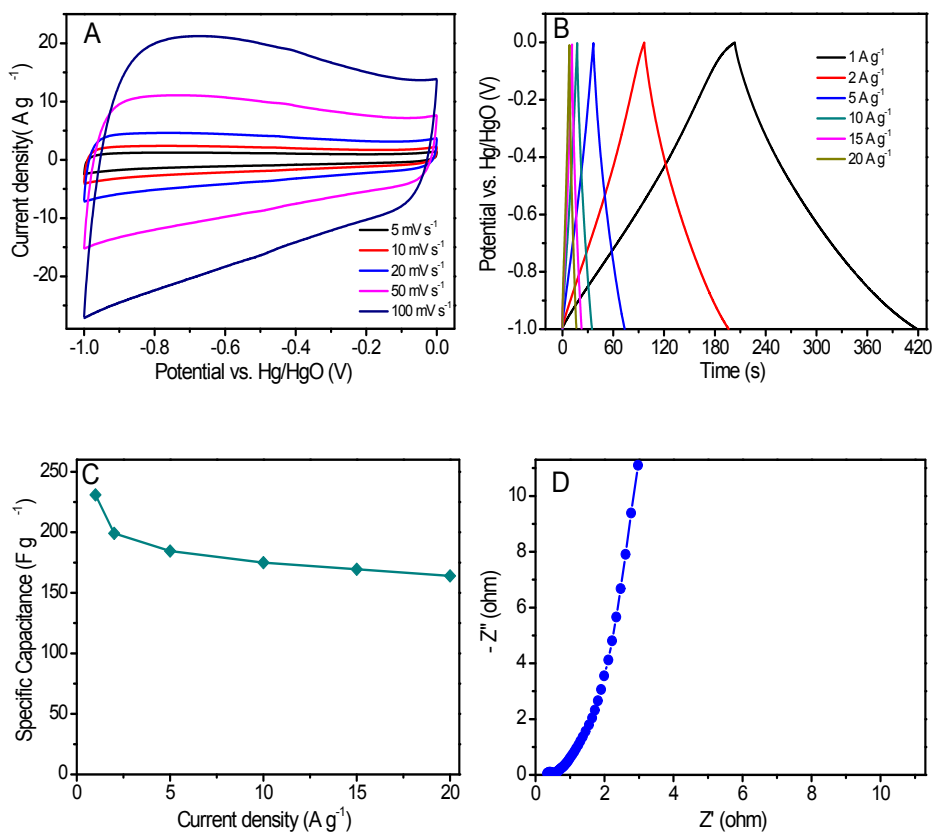 A
20
10
0
-10
-20
Current density( A g⁻¹)
5 mV s⁻¹
10 mV s⁻¹
20 mV s⁻¹
50 mV s⁻¹
100 mV s⁻¹
-1.0 -0.8 -0.6 -0.4 -0.2 0.0
Potential vs. Hg/HgO (V)
B
0.0
-0.2
-0.4
-0.6
-0.8
-1.0
Potential vs. Hg/HgO (V)
1 A g⁻¹
2 A g⁻¹
5 A g⁻¹
10 A g⁻¹
15 A g⁻¹
20 A g⁻¹
0 60 120 180 240 300 360 420
Time (s)
C
250
200
150
100
50
0
Specific Capacitance (F g⁻¹)
0 5 10 15 20
Current density (A g⁻¹)
D
10
8
6
4
2
0
- Z'' (ohm)
0 2 4 6 8 10
Z' (ohm)